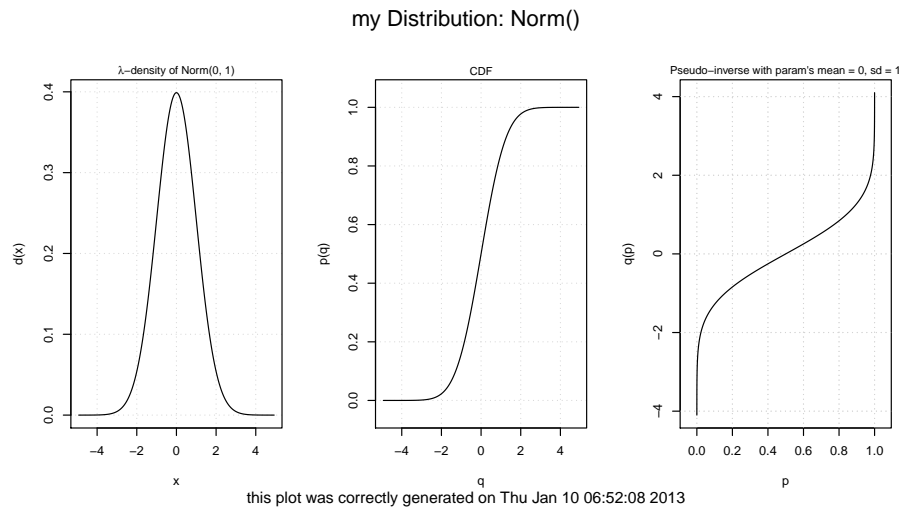 my Distribution: Norm()
λ−density of Norm(0, 1)
0.0 0.1 0.2 0.3 0.4
d(x)
−4 −2 0 2 4
x
CDF
0.0 0.2 0.4 0.6 0.8 1.0
p(q)
−4 −2 0 2 4
q
Pseudo−inverse with param's mean = 0, sd = 1
−4 −2 0 2 4
q(p)
0.0 0.2 0.4 0.6 0.8 1.0
p
this plot was correctly generated on Thu Jan 10 06:52:08 2013